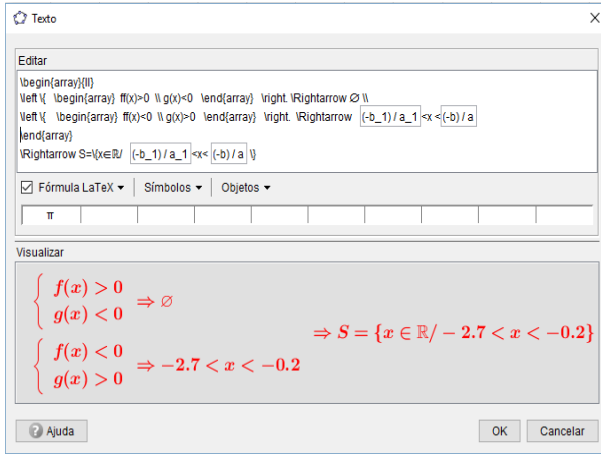 Texto
Editar
\begin{array}{ll}
\left \{ \begin{array} ff(x)>0 \\ g(x)<0 \end{array} \right. \Rightarrow ∅ \\
\left \{ \begin{array} ff(x)<0 \\ g(x)>0 \end{array} \right. \Rightarrow (-b_1) / a_1 <x < (-b) / a
\end{array}
\Rightarrow S=\{x∈ℝ/ (-b_1) / a_1 <x< (-b) / a \}
Fórmula LaTeX Símbolos Objetos
π
Visualizar
f(x) > 0
g(x) < 0
⇒ ∅
f(x) < 0
g(x) > 0
⇒ −2.7 < x < −0.2
⇒ S = {x ∈ ℝ/ − 2.7 < x < −0.2}
Ajuda OK Cancelar